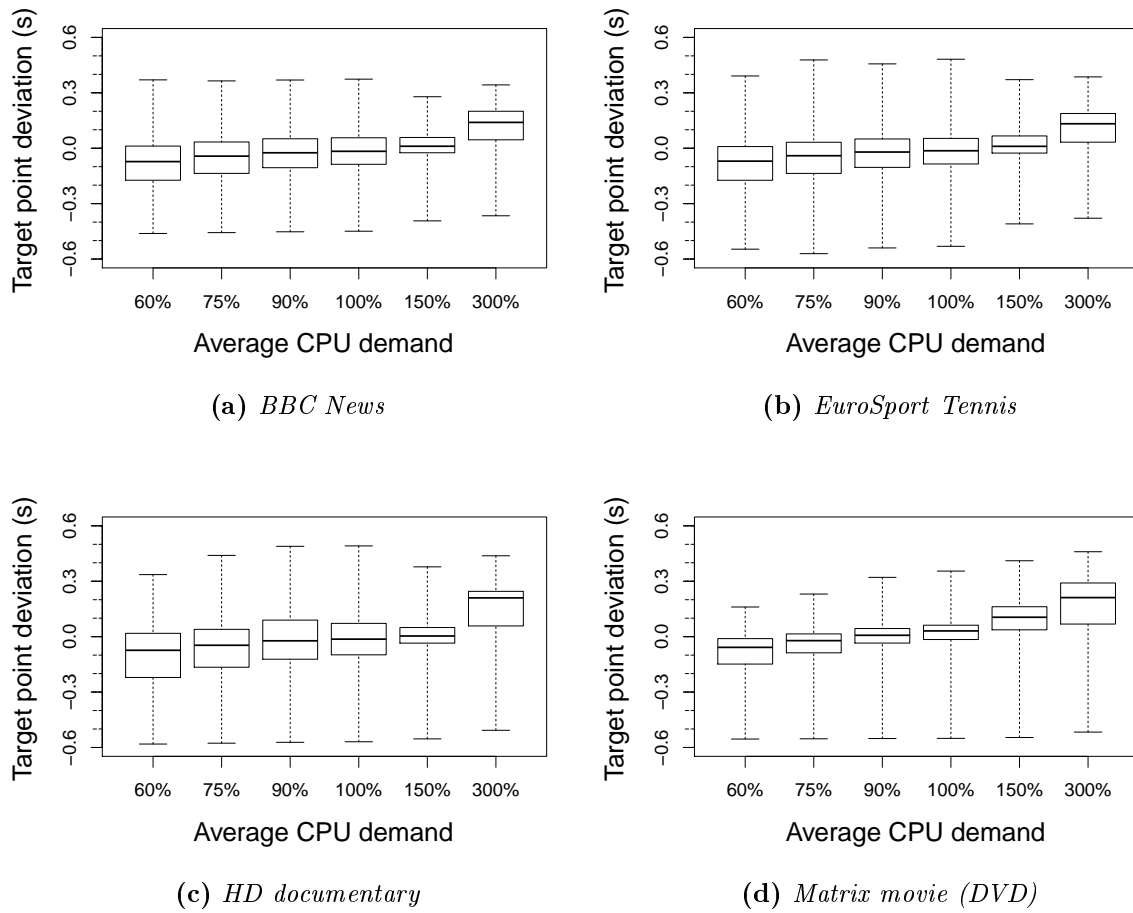 Target point deviation (s)
0.6
0.3
0.0
−0.3
−0.6
60% 75% 90% 100% 150% 300%
Average CPU demand
(a) BBC News
Target point deviation (s)
0.6
0.3
0.0
−0.3
−0.6
60% 75% 90% 100% 150% 300%
Average CPU demand
(b) EuroSport Tennis
Target point deviation (s)
0.6
0.3
0.0
−0.3
−0.6
60% 75% 90% 100% 150% 300%
Average CPU demand
(c) HD documentary
Target point deviation (s)
0.6
0.3
0.0
−0.3
−0.6
60% 75% 90% 100% 150% 300%
Average CPU demand
(d) Matrix movie (DVD)